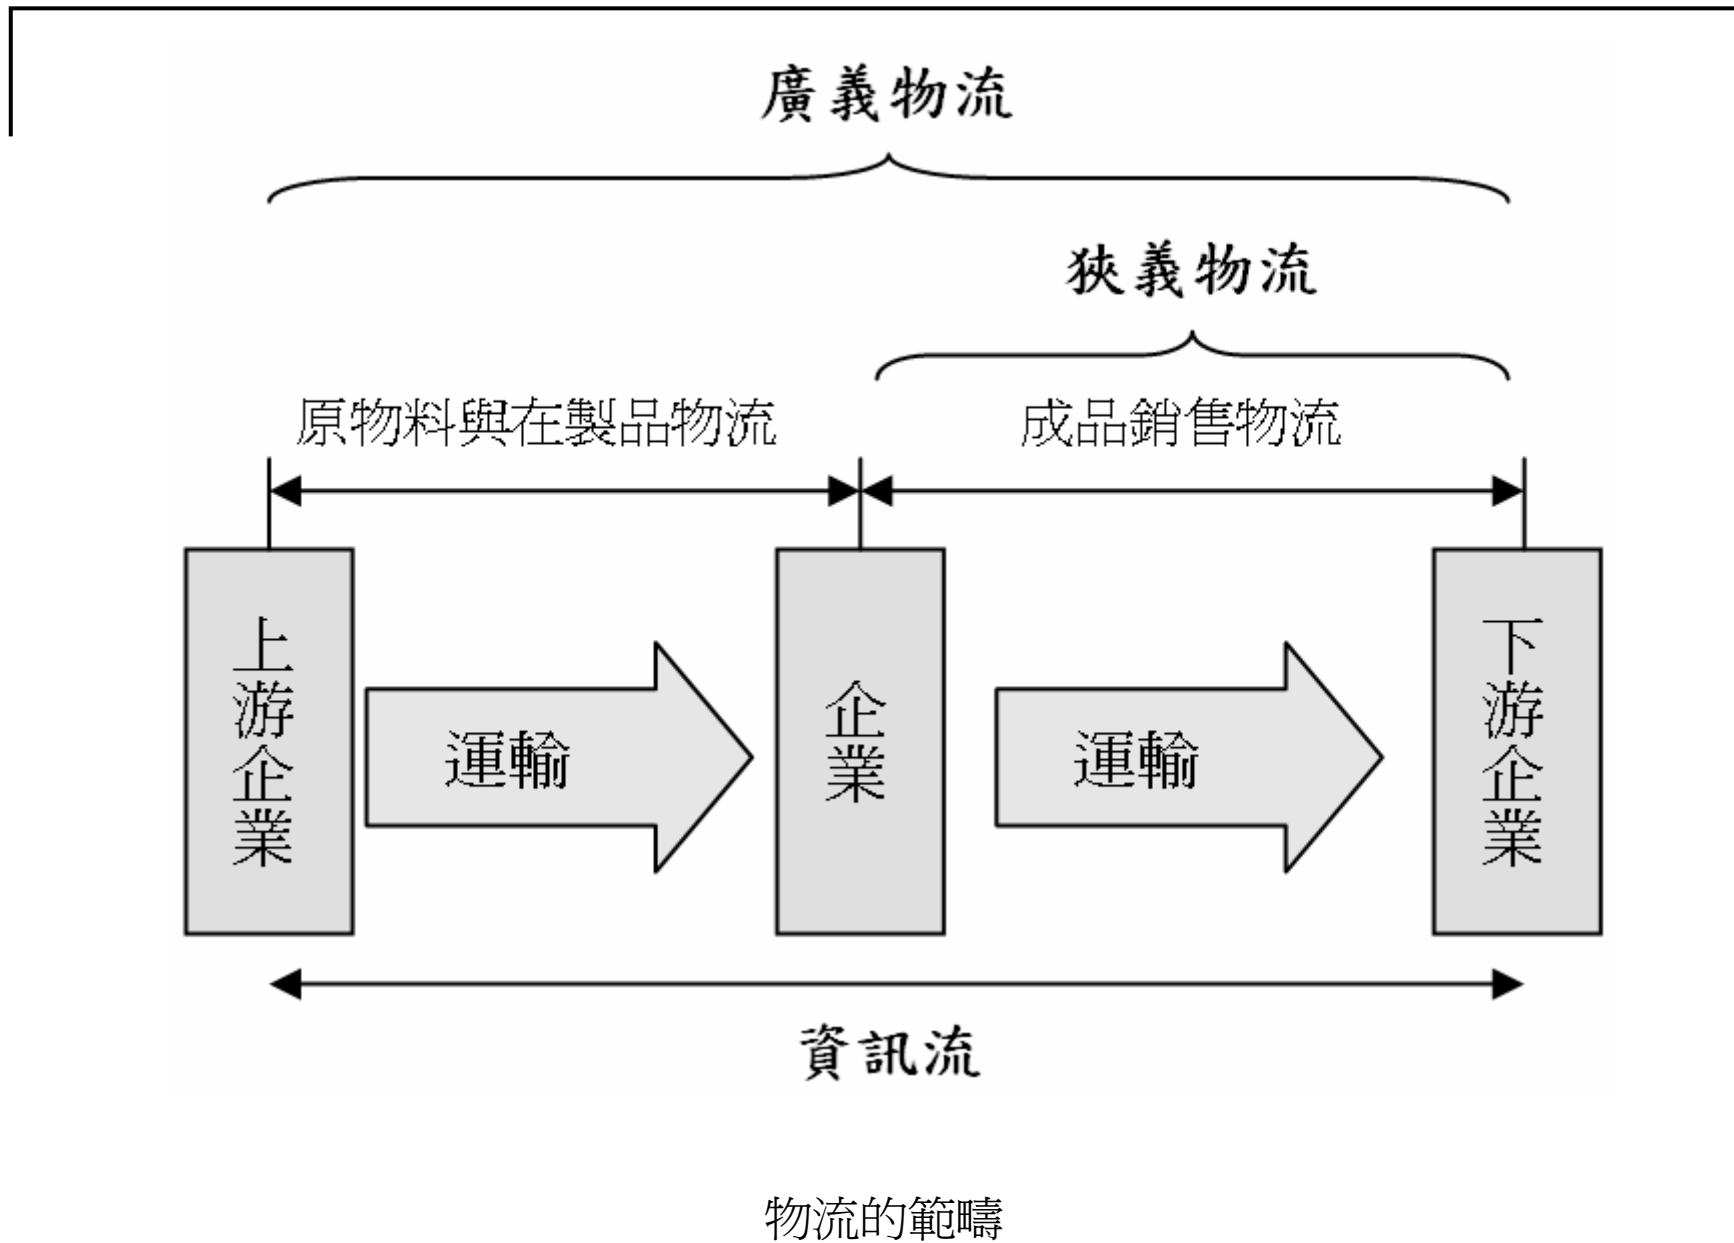 廣義物流
狹義物流
原物料與在製品物流
成品銷售物流
上游企業
運輸
企業
運輸
下游企業
資訊流
物流的範疇